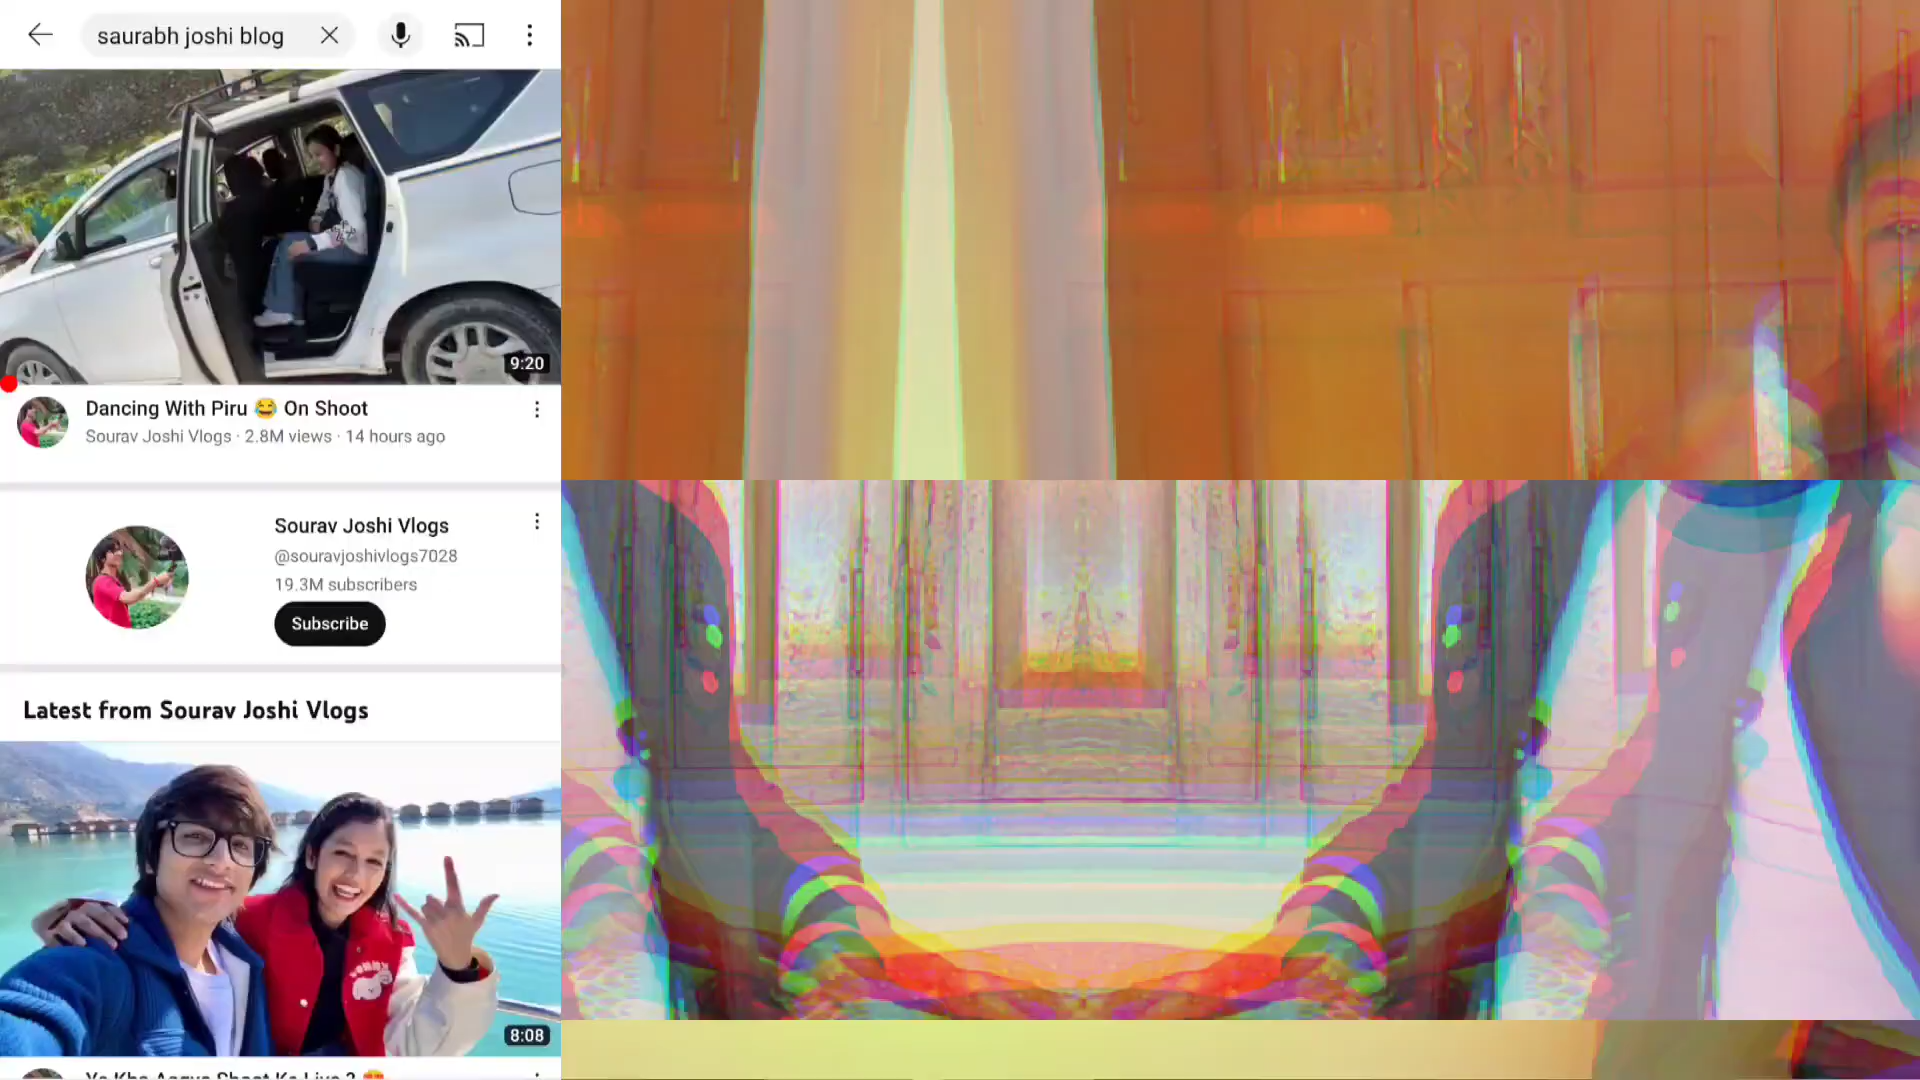 saurabh joshi blog
9:20
Dancing With Piru 😂 On Shoot
Sourav Joshi Vlogs · 2.8M views · 14 hours ago
Sourav Joshi Vlogs
@souravjoshivlogs7028
19.3M subscribers
Subscribe
Latest from Sourav Joshi Vlogs
8:08